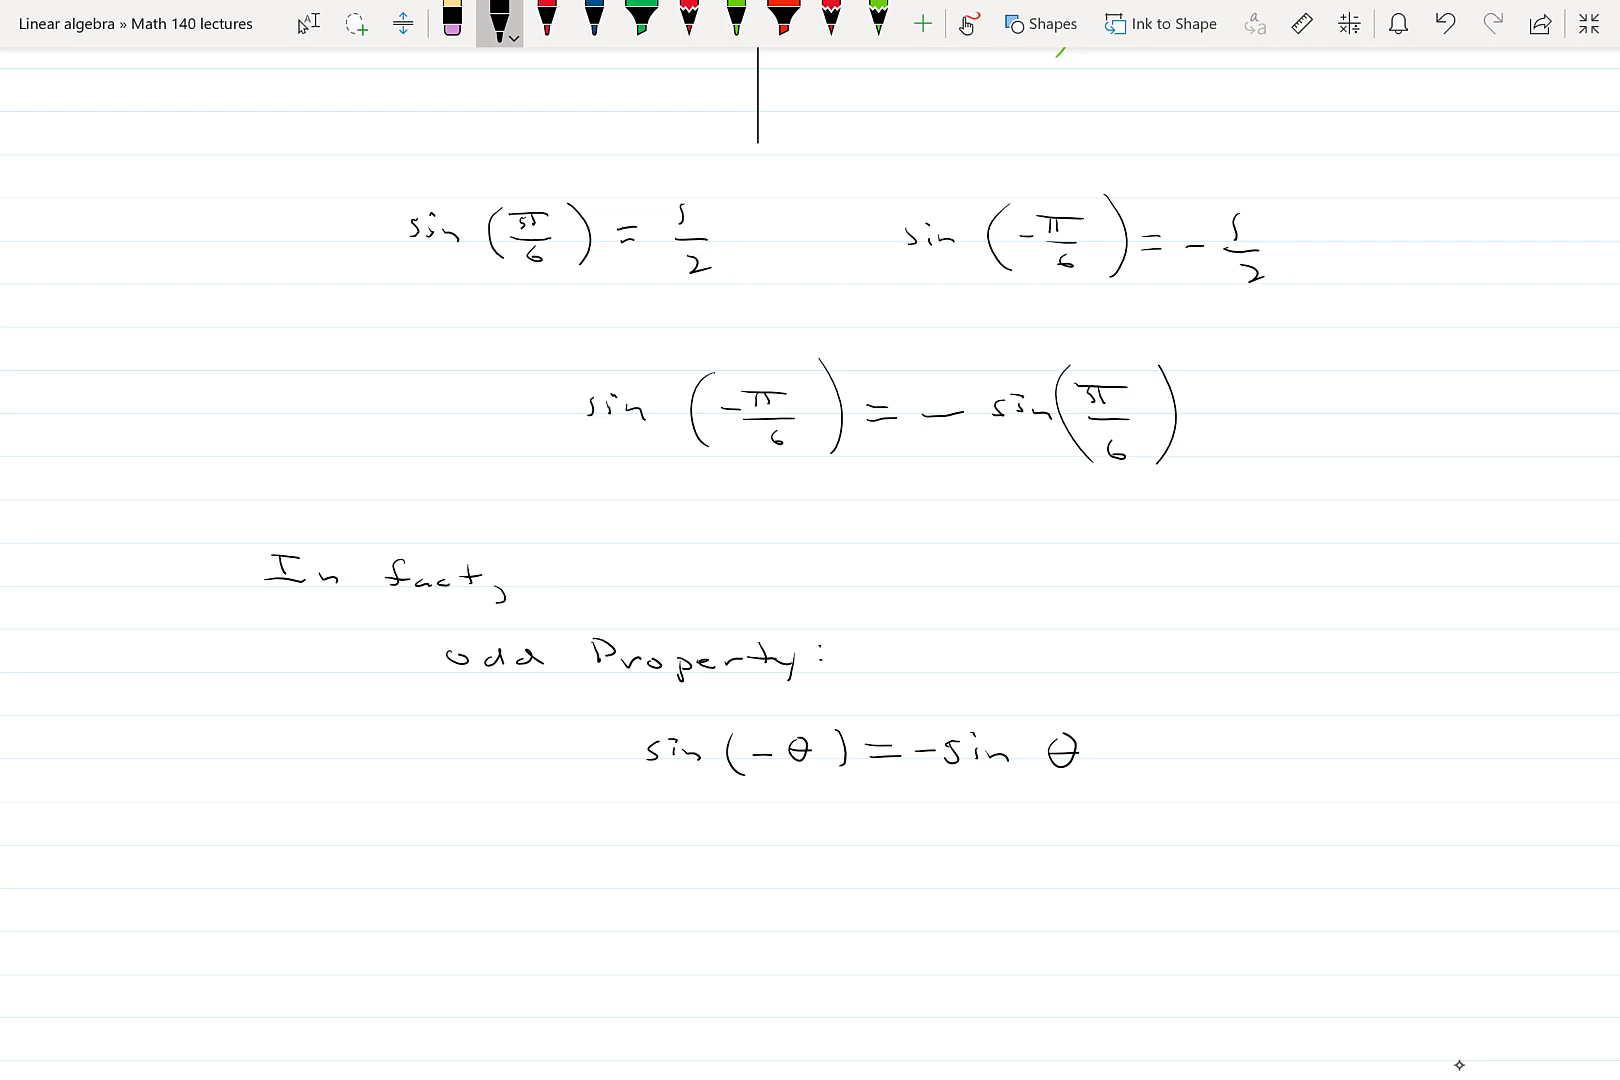 Linear algebra » Math 140 lectures Shapes Ink to Shape
sin (π/6) = 1/2 sin (-π/6) = - 1/2
sin (-π/6) = - sin (π/6)
In fact,
odd Property:
sin (-θ) = -sin θ